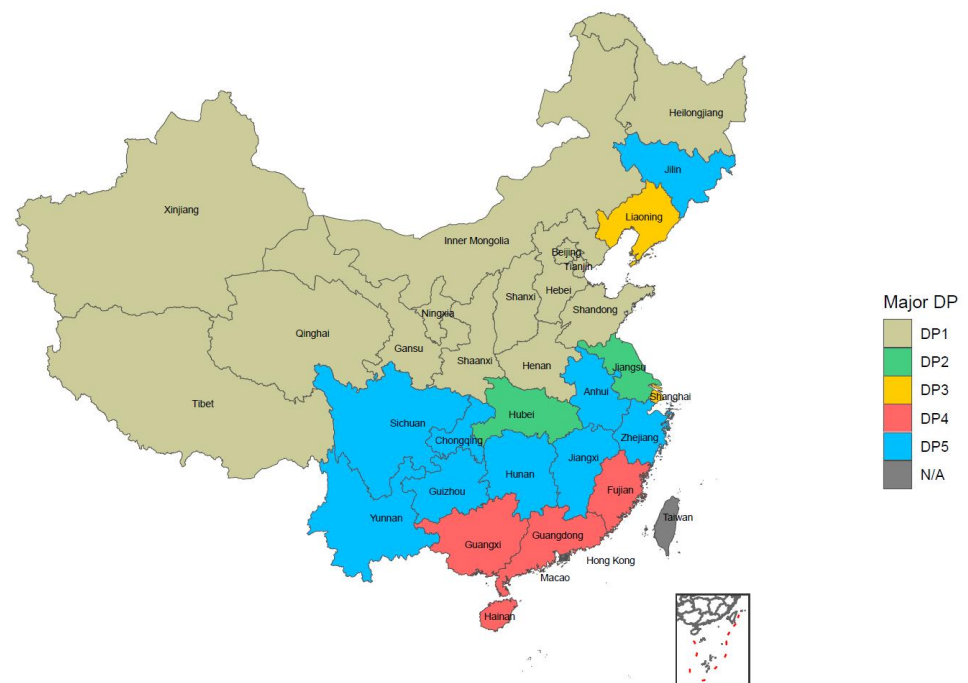 Heilongjiang
Jilin
Xinjiang
Liaoning
Inner Mongolia
Beijing
Tianjin
Hebei
Shanxi
Ningxia
Shandong
Qinghai
Gansu
Shaanxi
Henan
Jiangsu
Tibet
Anhui
Shanghai
Hubei
Sichuan
Chongqing
Zhejiang
Jiangxi
Hunan
Guizhou
Fujian
Yunnan
Taiwan
Guangdong
Guangxi
Hong Kong
Macao
Hainan
Major DP
DP1
DP2
DP3
DP4
DP5
N/A